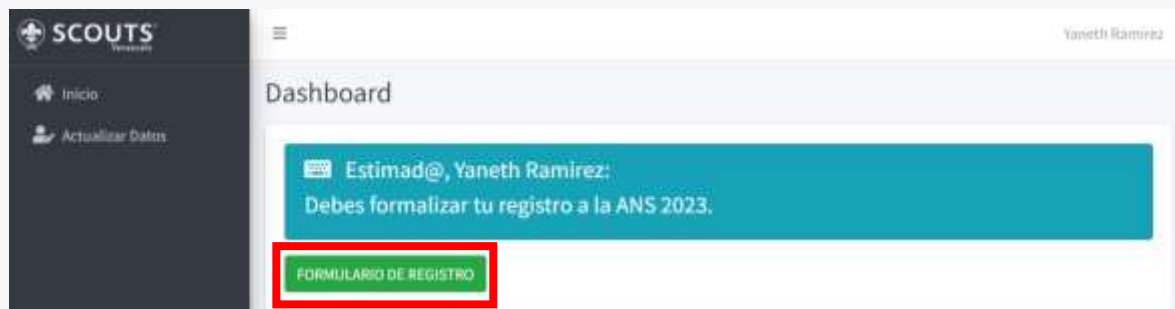 SCOUTS
Venezuela
Yaneth Ramirez
Inicio
Actualizar Datos
Dashboard
Estimad@, Yaneth Ramirez:
Debes formalizar tu registro a la ANS 2023.
FORMULARIO DE REGISTRO